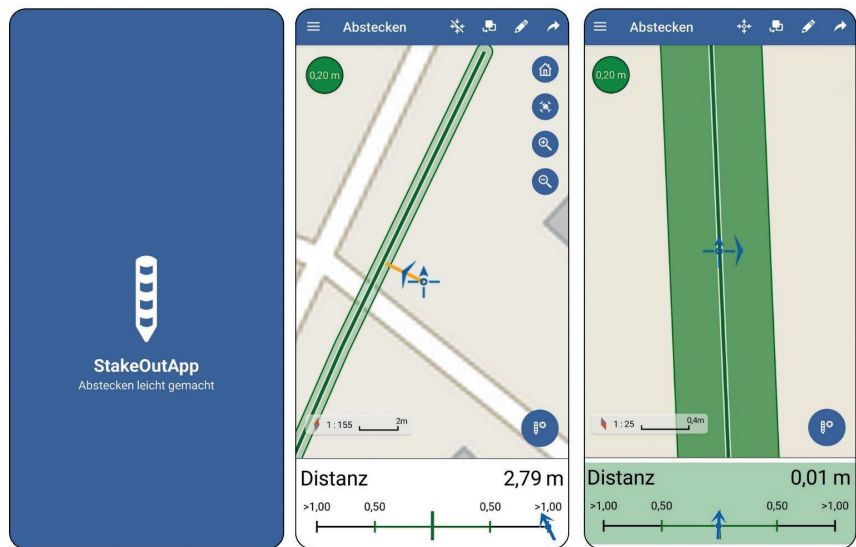 StakeOutApp
Abstecken leicht gemacht
Abstecken
0,20 m
1 : 155 2m
Distanz 2,79 m
>1,00 0,50 0,50 >1,00
Abstecken
0,20 m
1 : 25 0,4m
Distanz 0,01 m
>1,00 0,50 0,50 >1,00